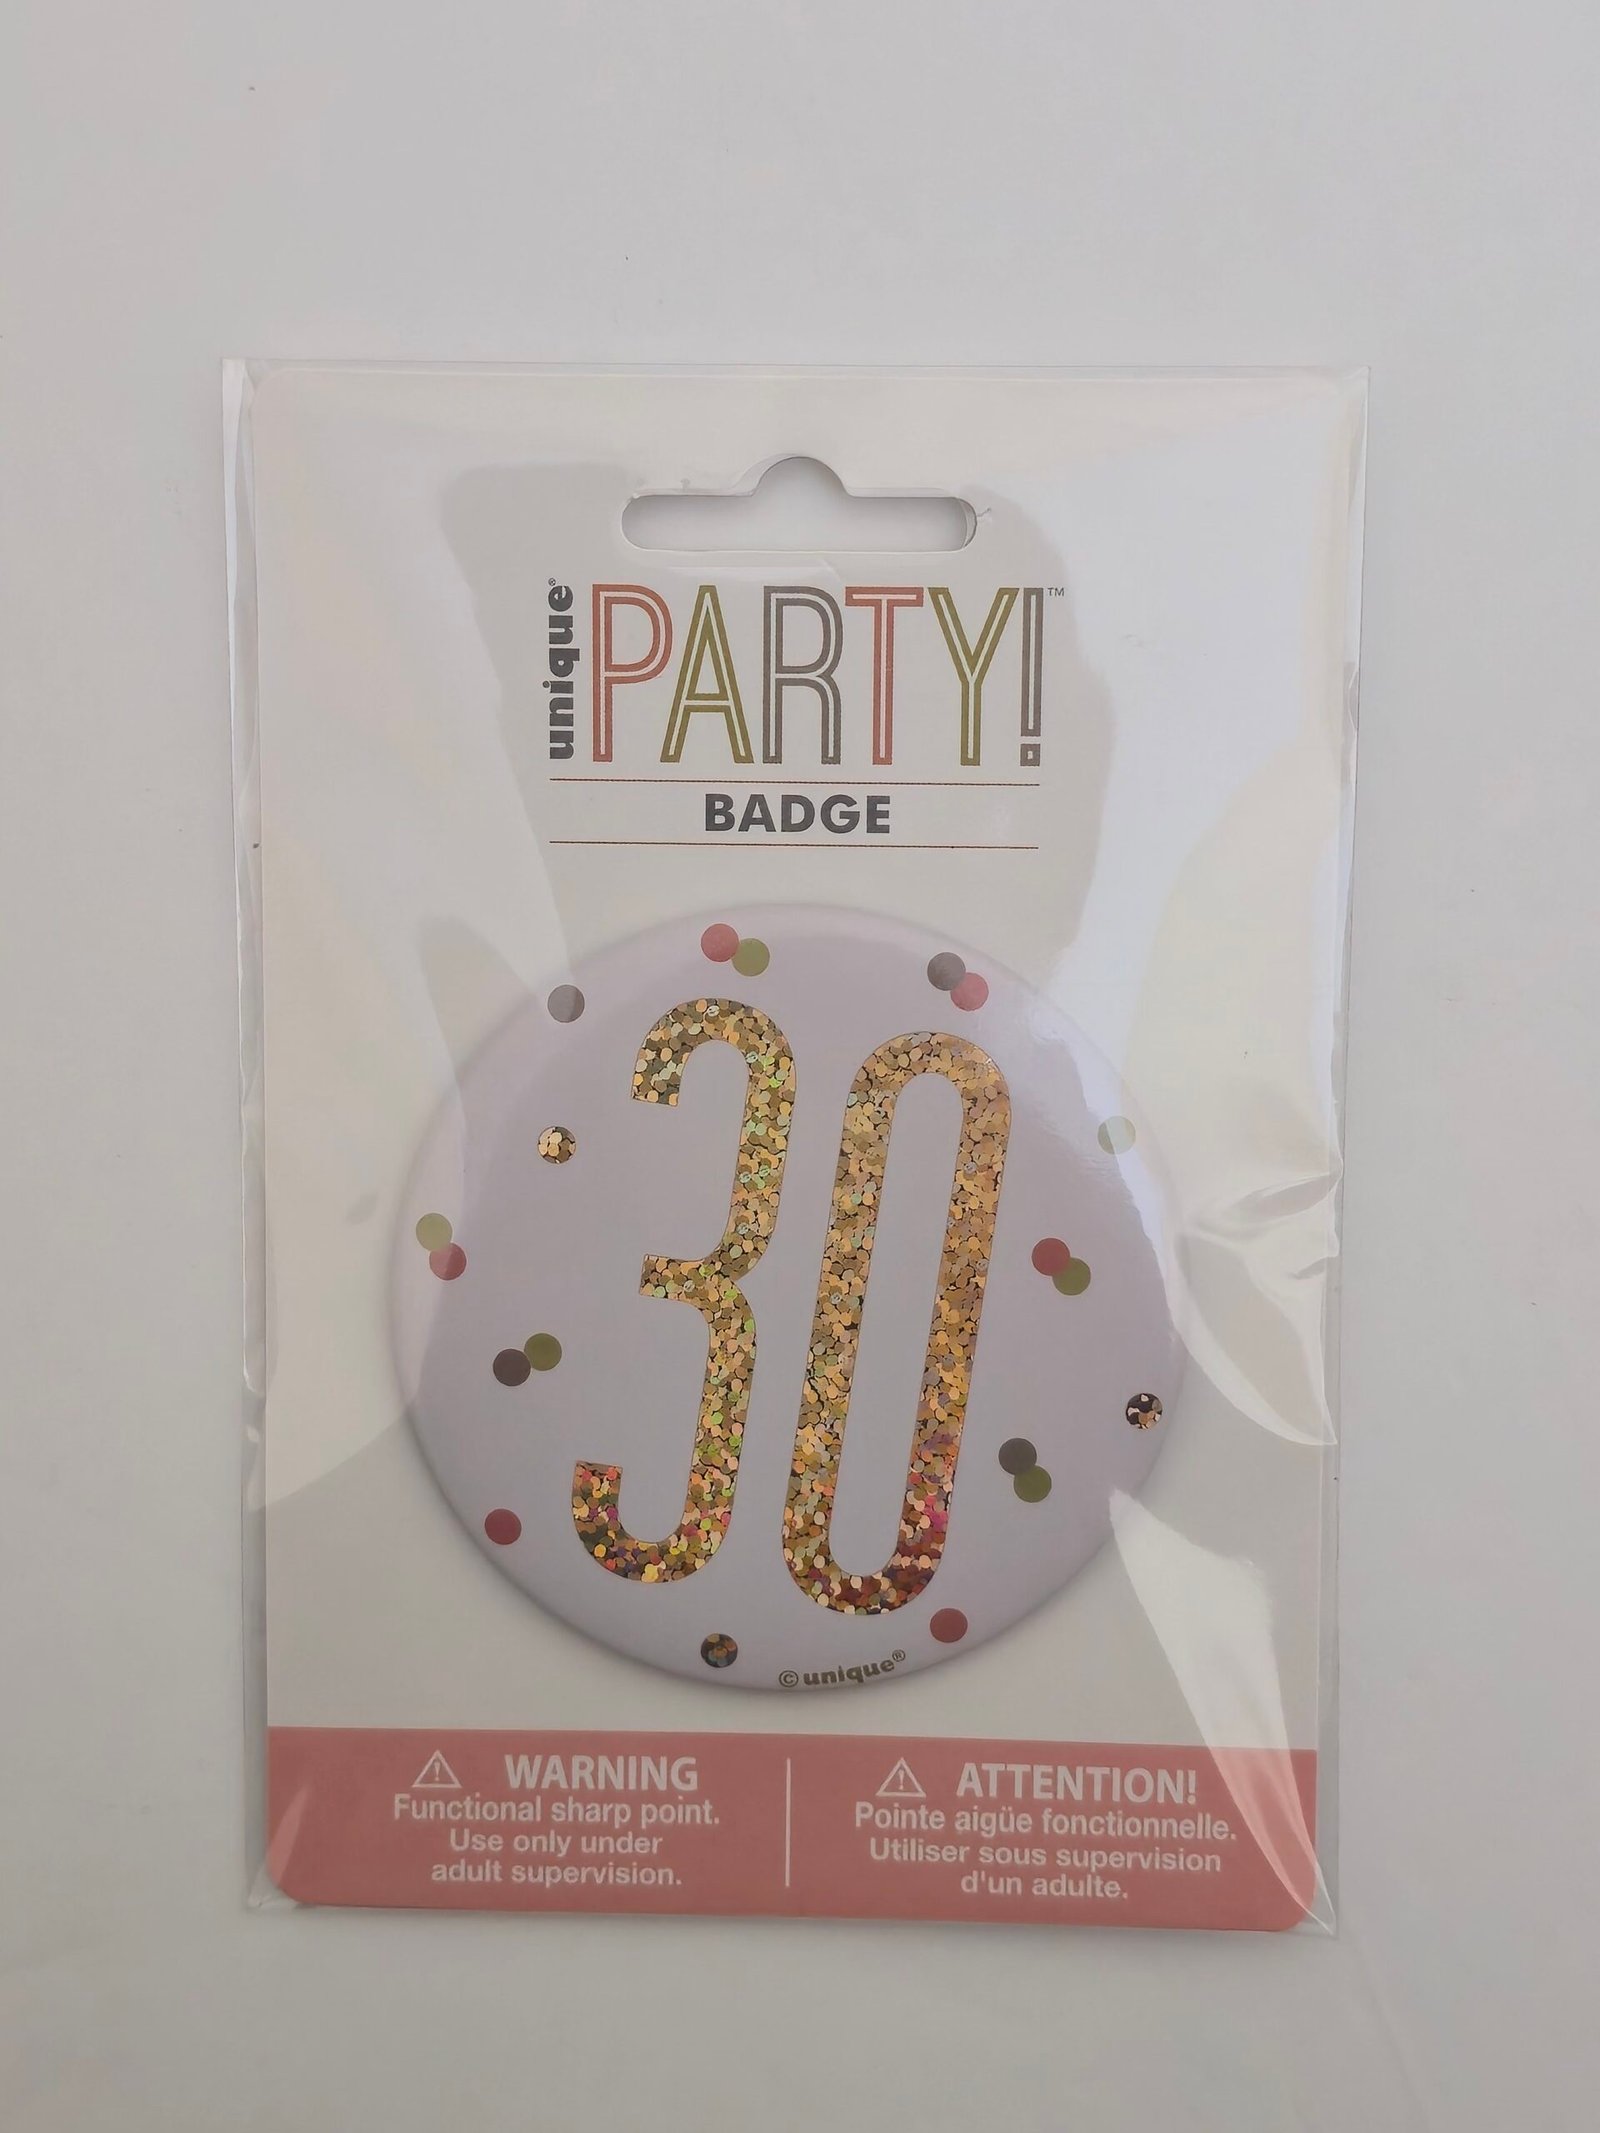 unique®
PARTY!™
BADGE
30
© unique®
WARNING
Functional sharp point.
Use only under
adult supervision.
ATTENTION!
Pointe aigüe fonctionnelle.
Utiliser sous supervision
d'un adulte.